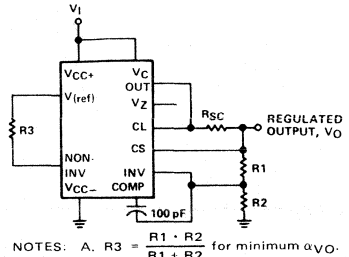 VI
VCC+
VC
OUT
V(ref)
VZ
RSC
REGULATED
OUTPUT, VO
R3
CL
CS
R1
NON-
INV
INV
VCC−
COMP
R2
100 pF
NOTES: A. R3 = R1 • R2 / R1 + R2 for minimum αVO.